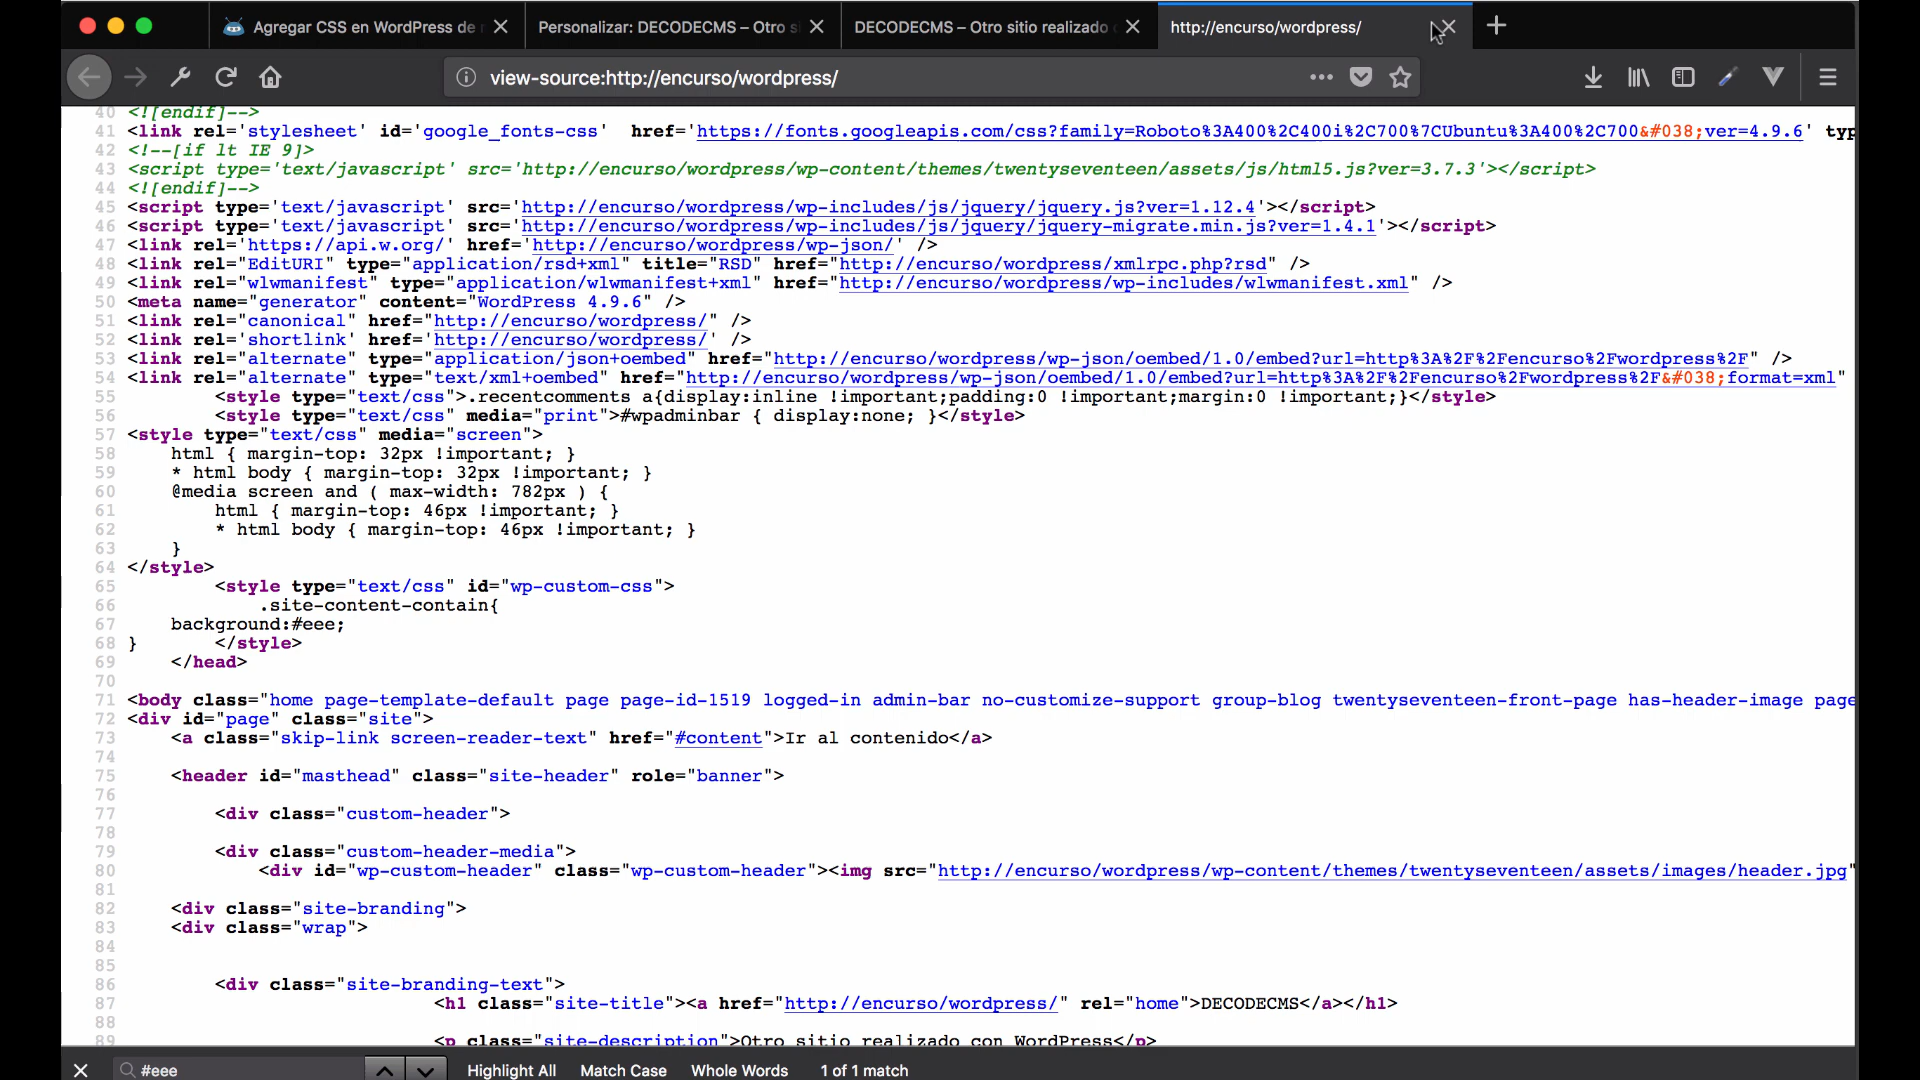 Agregar CSS en WordPress de
Personalizar: DECODECMS – Otro s
DECODECMS – Otro sitio realizado
http://encurso/wordpress/
view-source:http://encurso/wordpress/
40 <![endif]-->
41 <link rel='stylesheet' id='google_fonts-css'  href='https://fonts.googleapis.com/css?family=Roboto%3A400%2C400i%2C700%7CUbuntu%3A400%2C700&#038;ver=4.9.6' typ
42 <!--[if lt IE 9]>
43 <script type='text/javascript' src='http://encurso/wordpress/wp-content/themes/twentyseventeen/assets/js/html5.js?ver=3.7.3'></script>
44 <![endif]-->
45 <script type='text/javascript' src='http://encurso/wordpress/wp-includes/js/jquery/jquery.js?ver=1.12.4'></script>
46 <script type='text/javascript' src='http://encurso/wordpress/wp-includes/js/jquery/jquery-migrate.min.js?ver=1.4.1'></script>
47 <link rel='https://api.w.org/' href='http://encurso/wordpress/wp-json/' />
48 <link rel="EditURI" type="application/rsd+xml" title="RSD" href="http://encurso/wordpress/xmlrpc.php?rsd" />
49 <link rel="wlwmanifest" type="application/wlwmanifest+xml" href="http://encurso/wordpress/wp-includes/wlwmanifest.xml" />
50 <meta name="generator" content="WordPress 4.9.6" />
51 <link rel="canonical" href="http://encurso/wordpress/" />
52 <link rel='shortlink' href='http://encurso/wordpress/' />
53 <link rel="alternate" type="application/json+oembed" href="http://encurso/wordpress/wp-json/oembed/1.0/embed?url=http%3A%2F%2Fencurso%2Fwordpress%2F" />
54 <link rel="alternate" type="text/xml+oembed" href="http://encurso/wordpress/wp-json/oembed/1.0/embed?url=http%3A%2F%2Fencurso%2Fwordpress%2F&#038;format=xml"
55 <style type="text/css">.recentcomments a{display:inline !important;padding:0 !important;margin:0 !important;}</style>
56 <style type="text/css" media="print">#wpadminbar { display:none; }</style>
57 <style type="text/css" media="screen">
58 html { margin-top: 32px !important; }
59 * html body { margin-top: 32px !important; }
60 @media screen and ( max-width: 782px ) {
61 html { margin-top: 46px !important; }
62 * html body { margin-top: 46px !important; }
63 }
64 </style>
65 <style type="text/css" id="wp-custom-css">
66 .site-content-contain{
67 background:#eee;
68 } </style>
69 </head>
70
71 <body class="home page-template-default page page-id-1519 logged-in admin-bar no-customize-support group-blog twentyseventeen-front-page has-header-image page
72 <div id="page" class="site">
73 <a class="skip-link screen-reader-text" href="#content">Ir al contenido</a>
74
75 <header id="masthead" class="site-header" role="banner">
76
77 <div class="custom-header">
78
79 <div class="custom-header-media">
80 <div id="wp-custom-header" class="wp-custom-header"><img src="http://encurso/wordpress/wp-content/themes/twentyseventeen/assets/images/header.jpg"
81
82 <div class="site-branding">
83 <div class="wrap">
84
85
86 <div class="site-branding-text">
87 <h1 class="site-title"><a href="http://encurso/wordpress/" rel="home">DECODECMS</a></h1>
88
89 <p class="site-description">Otro sitio realizado con WordPress</p>
#eee
Highlight All
Match Case
Whole Words
1 of 1 match